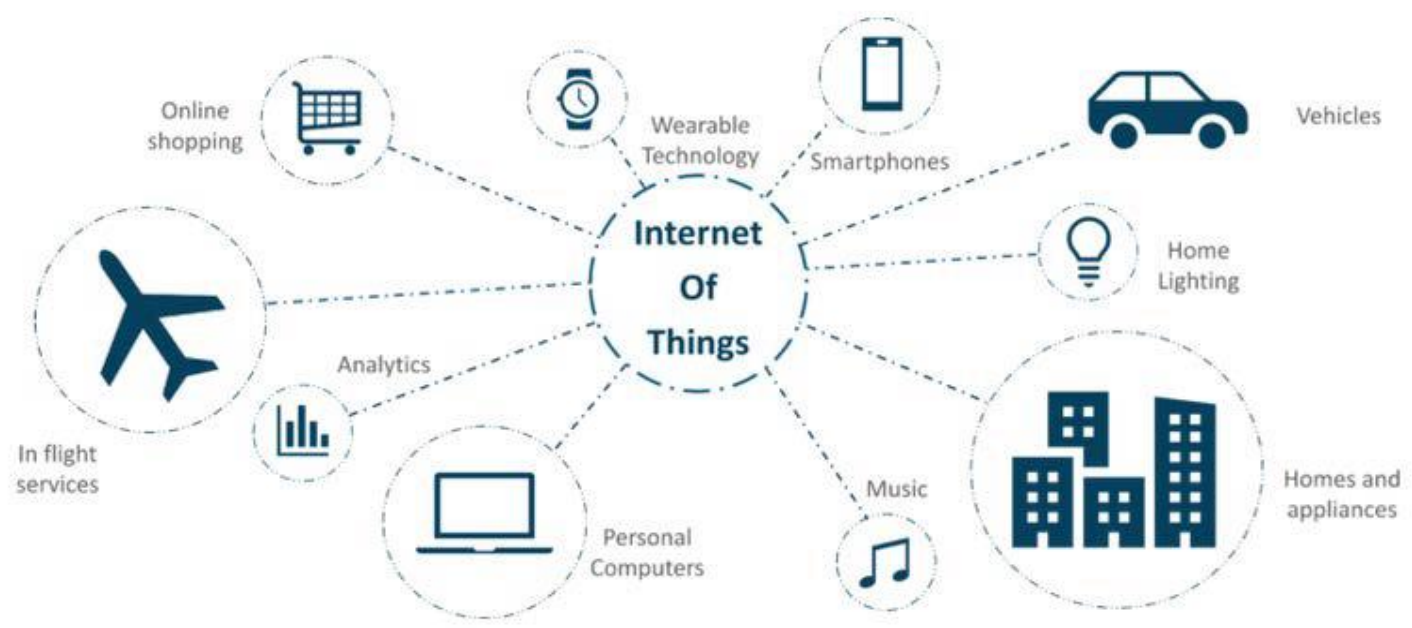 Online
shopping
Wearable
Technology
Smartphones
Vehicles
Internet
Of
Things
Home
Lighting
Analytics
In flight
services
Personal
Computers
Music
Homes and
appliances